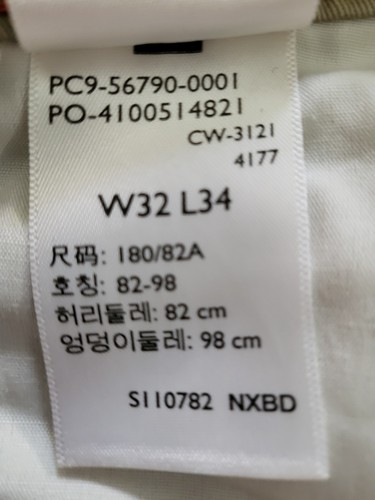 PC9-56790-0001
PO-4100514821
CW-3121
4177
W32 L34
尺码: 180/82A
호칭: 82-98
허리둘레: 82 cm
엉덩이둘레: 98 cm
S110782 NXBD